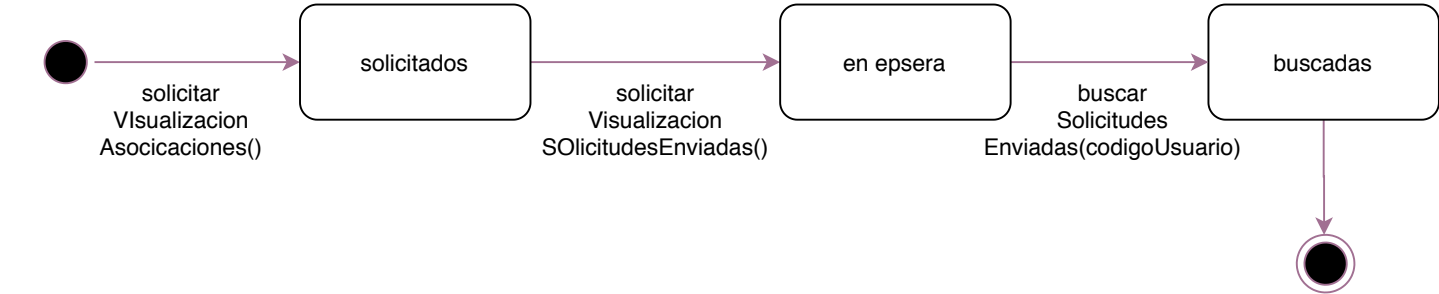 solicitados
en epsera
buscadas
solicitar
VIsualizacion
Asocicaciones()
solicitar
Visualizacion
SOlicitudesEnviadas()
buscar
Solicitudes
Enviadas(codigoUsuario)